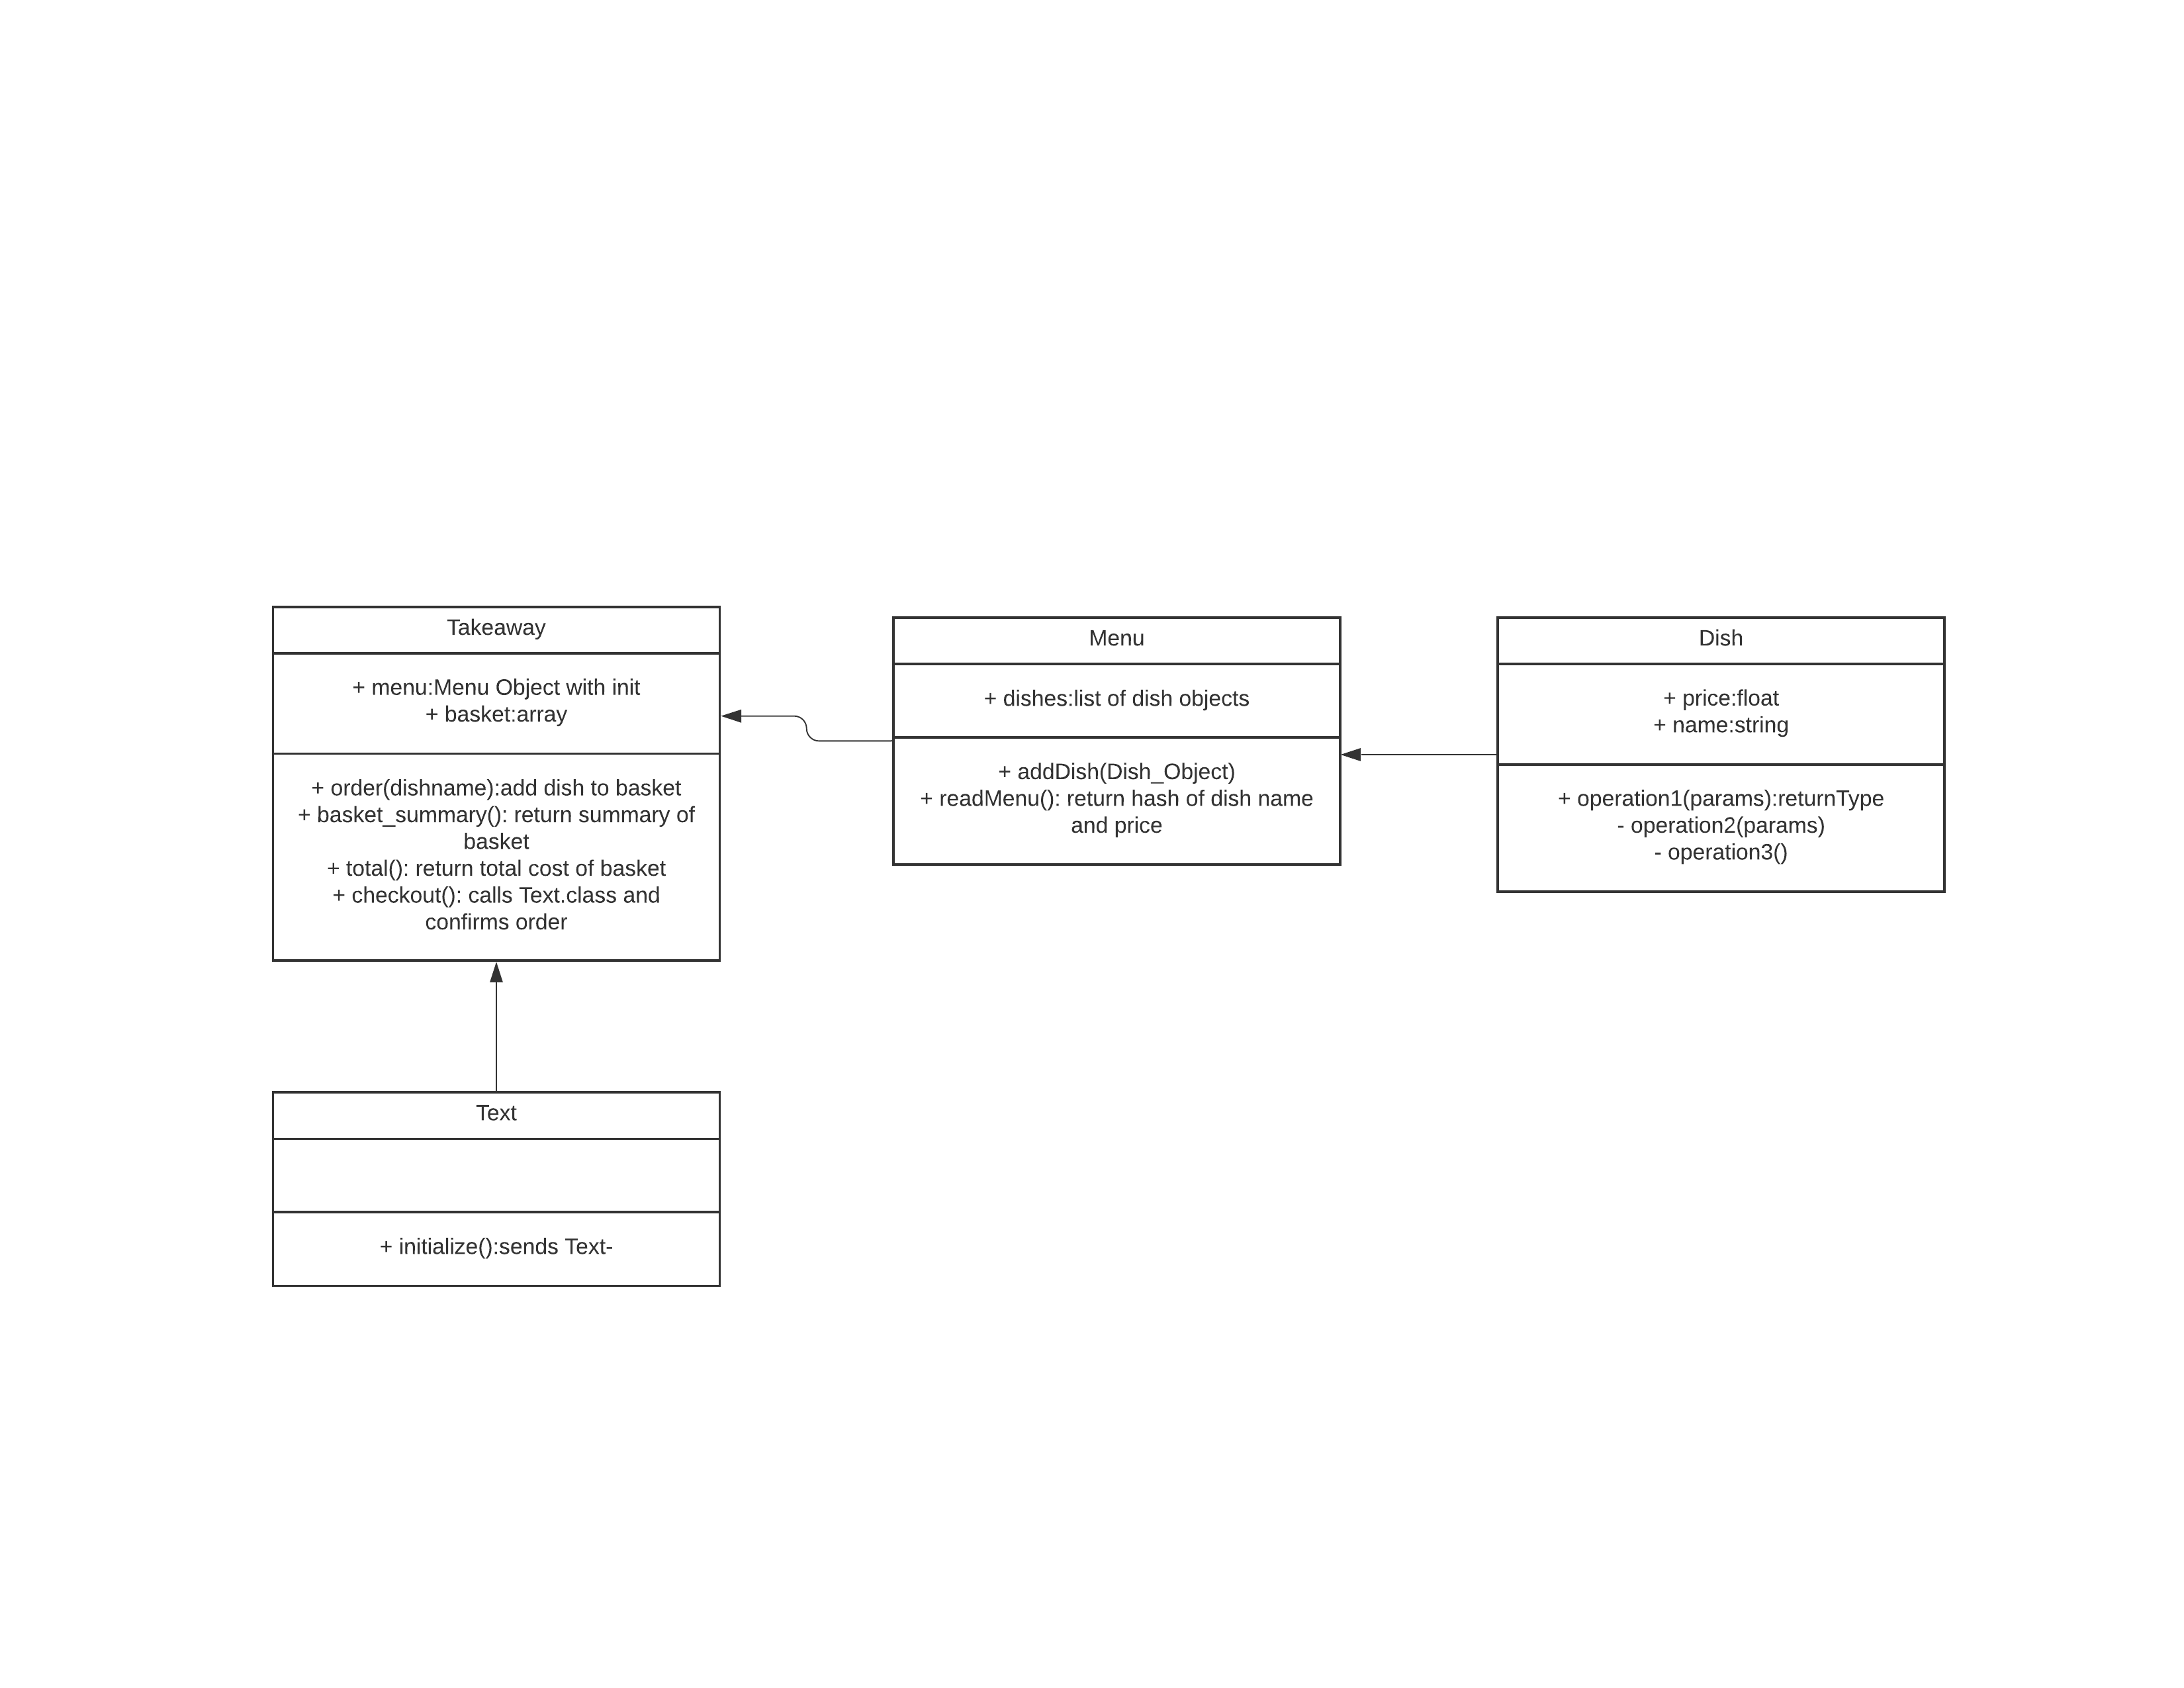 Takeaway
+ menu:Menu Object with init
+ basket:array
+ order(dishname):add dish to basket
+ basket_summary(): return summary of
basket
+ total(): return total cost of basket
+ checkout(): calls Text.class and
confirms order
Menu
+ dishes:list of dish objects
+ addDish(Dish_Object)
+ readMenu(): return hash of dish name
and price
Dish
+ price:float
+ name:string
+ operation1(params):returnType
- operation2(params)
- operation3()
Text
+ initialize():sends Text-